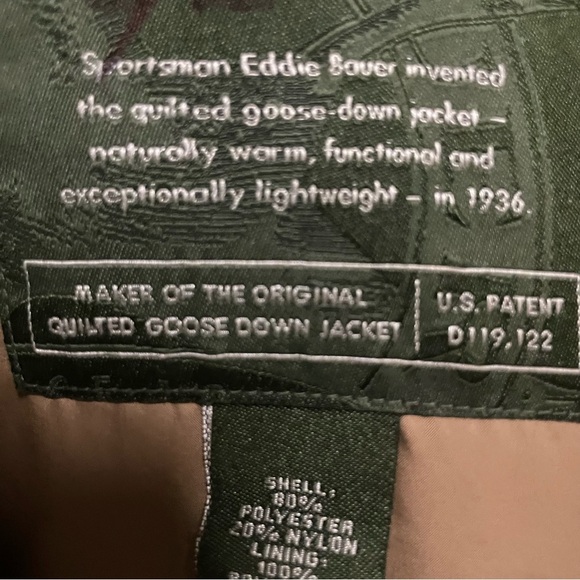 Sportsman Eddie Bauer invented
the quilted goose-down jacket –
naturally warm, functional and
exceptionally lightweight – in 1936.
MAKER OF THE ORIGINAL
QUILTED GOOSE DOWN JACKET
U.S. PATENT
D119,122
SHELL:
80%
POLYESTER
20% NYLON
LINING:
100%